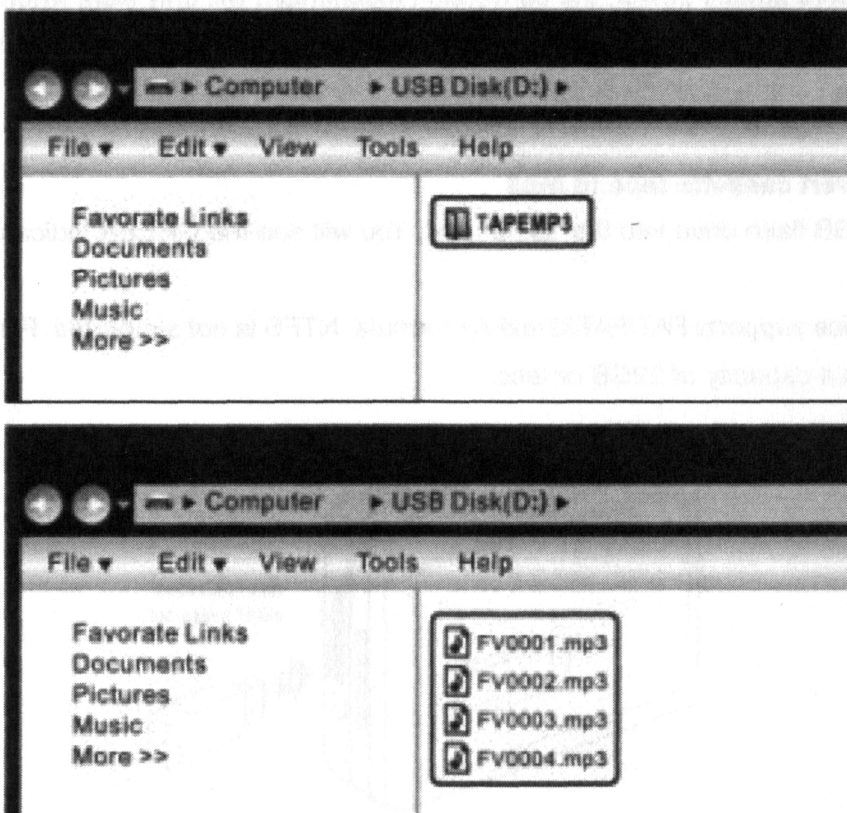 Computer ▸ USB Disk(D:) ▸
File ▾ Edit ▾ View Tools Help
Favorate Links
Documents
Pictures
Music
More >>
TAPEMP3
Computer ▸ USB Disk(D:) ▸
File ▾ Edit ▾ View Tools Help
Favorate Links
Documents
Pictures
Music
More >>
FV0001.mp3
FV0002.mp3
FV0003.mp3
FV0004.mp3